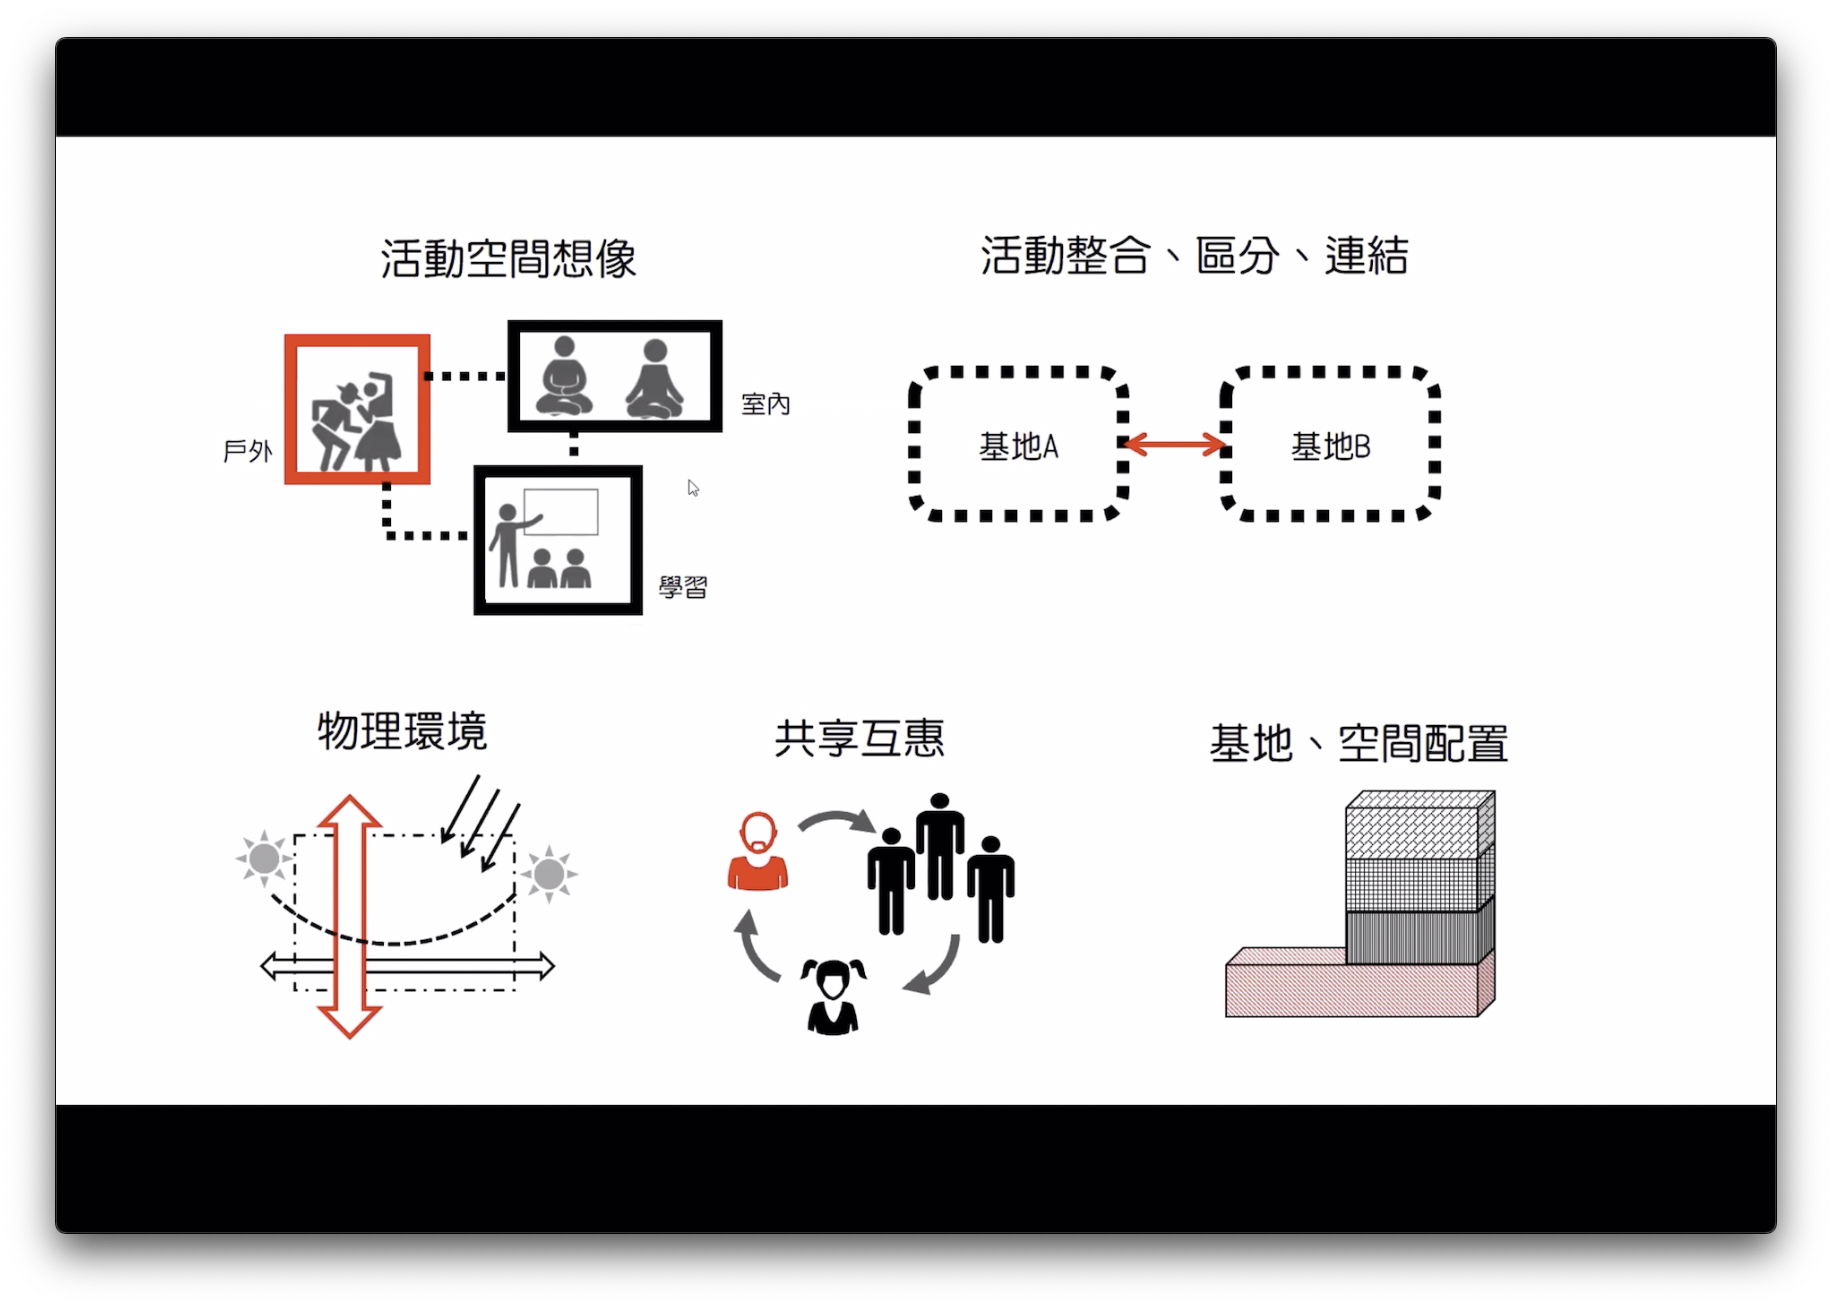 活動空間想像
活動整合、區分、連結
戶外
室內
學習
基地A
基地B
物理環境
共享互惠
基地、空間配置